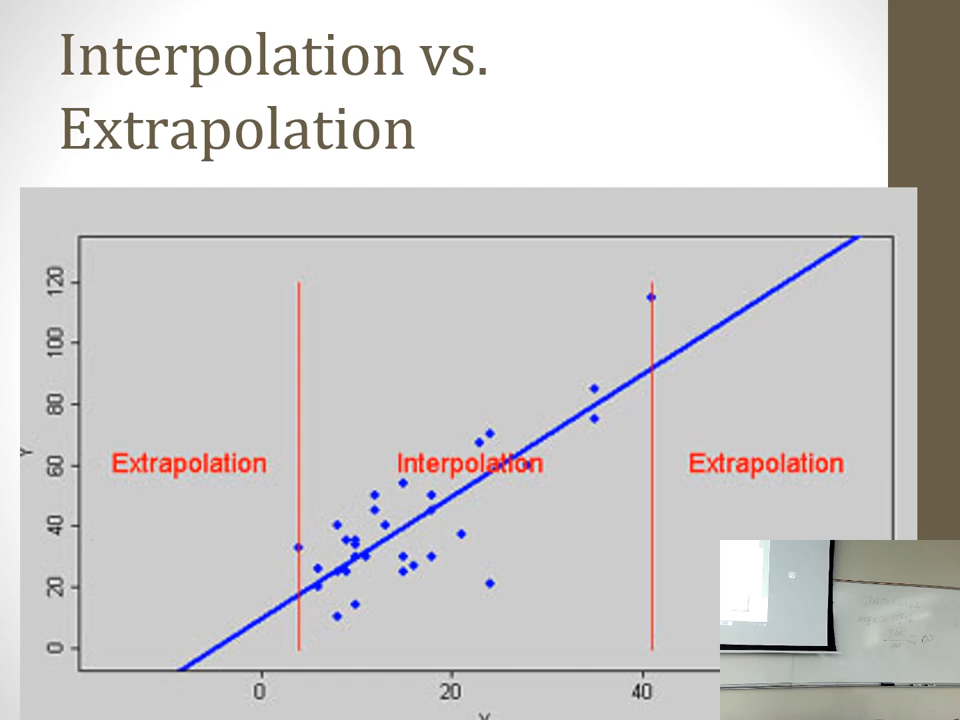 Interpolation vs.
Extrapolation
120
100
80
60
40
20
0
Y
Extrapolation
Interpolation
Extrapolation
0
20
40